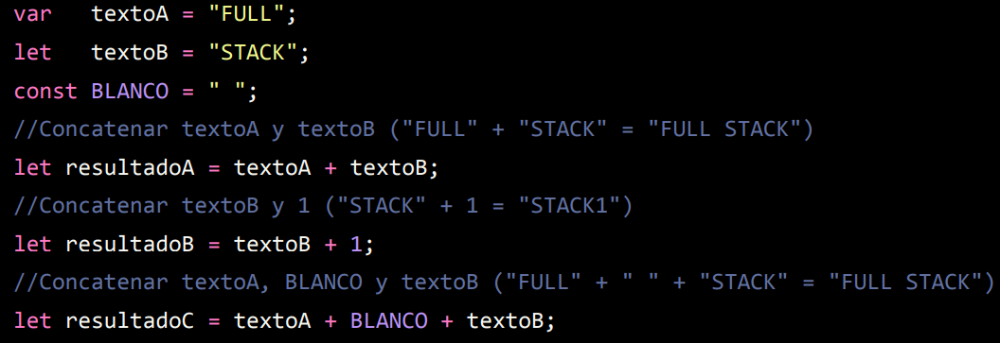 var   textoA = "FULL";
let   textoB = "STACK";
const BLANCO = " ";
//Concatenar textoA y textoB ("FULL" + "STACK" = "FULL STACK")
let resultadoA = textoA + textoB;
//Concatenar textoB y 1 ("STACK" + 1 = "STACK1")
let resultadoB = textoB + 1;
//Concatenar textoA, BLANCO y textoB ("FULL" + " " + "STACK" = "FULL STACK")
let resultadoC = textoA + BLANCO + textoB;